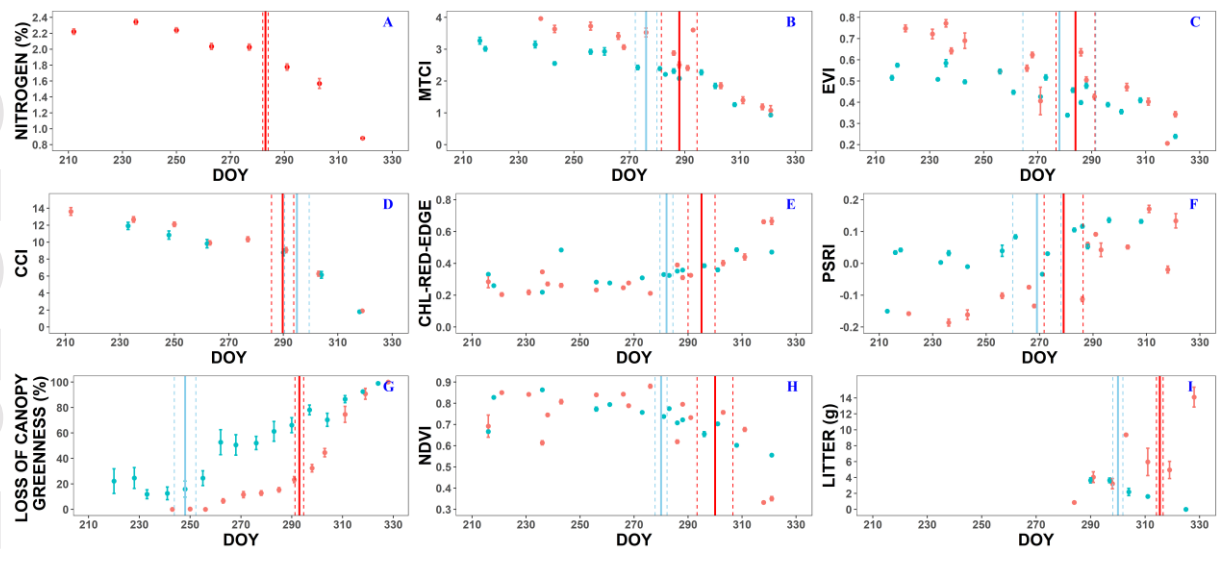 A
NITROGEN (%)
2.4
2.2
2.0
1.8
1.6
1.4
1.2
1.0
0.8
212 230 250 270 290 310 330
DOY
B
MTCI
4
3
2
1
0
210 230 250 270 290 310 330
DOY
C
EVI
0.8
0.7
0.6
0.5
0.4
0.3
0.2
210 230 250 270 290 310 330
DOY
D
CCI
14
12
10
8
6
4
2
0
210 230 250 270 290 310 330
DOY
E
CHL-RED-EDGE
0.8
0.6
0.4
0.2
0.0
210 230 250 270 290 310 330
DOY
F
PSRI
0.2
0.1
0.0
-0.1
-0.2
210 230 250 270 290 310 330
DOY
G
LOSS OF CANOPY
GREENNESS (%)
100
80
60
40
20
0
210 230 250 270 290 310 330
DOY
H
NDVI
0.9
0.8
0.7
0.6
0.5
0.4
0.3
210 230 250 270 290 310 330
DOY
I
LITTER (g)
14
12
10
8
6
4
2
0
210 230 250 270 290 310 330
DOY